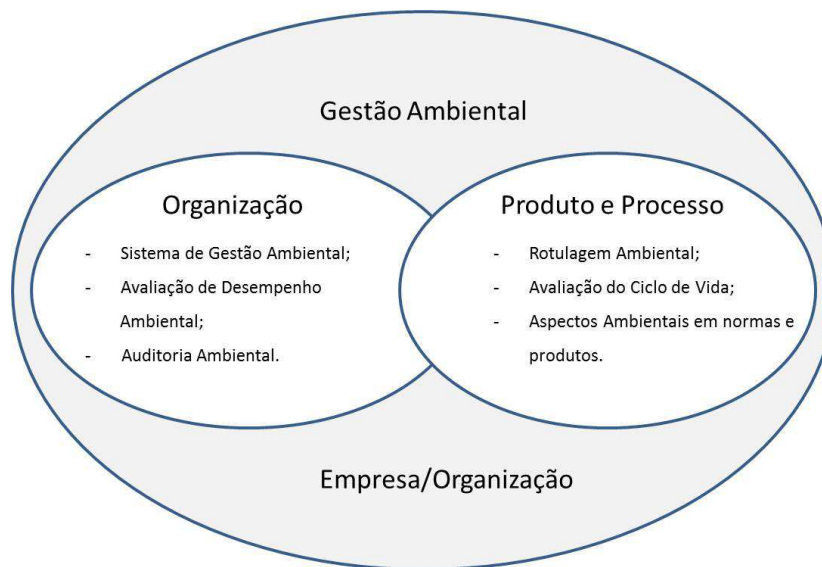 Gestão Ambiental
Organização
- Sistema de Gestão Ambiental;
- Avaliação de Desempenho
Ambiental;
- Auditoria Ambiental.
Produto e Processo
- Rotulagem Ambiental;
- Avaliação do Ciclo de Vida;
- Aspectos Ambientais em normas e
produtos.
Empresa/Organização